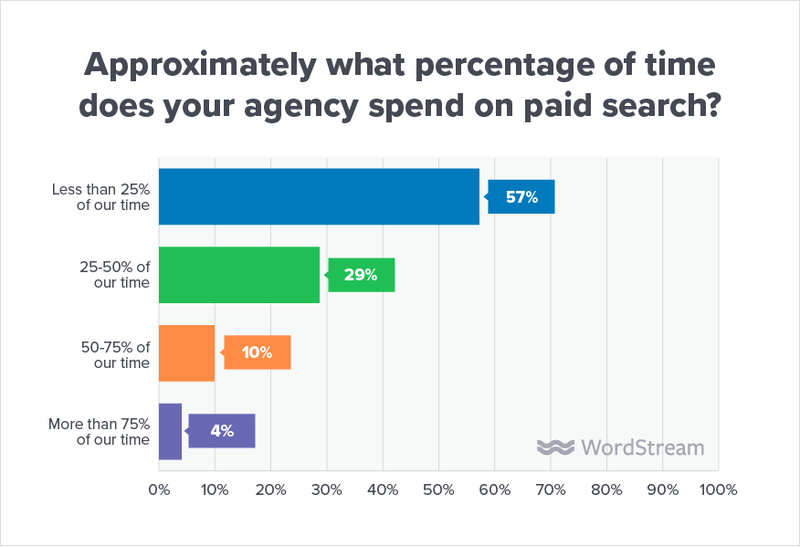 Approximately what percentage of time
does your agency spend on paid search?
Less than 25%
of our time
57%
25-50% of
our time
29%
50-75% of
our time
10%
More than 75%
of our time
4%
WordStream
0% 10% 20% 30% 40% 50% 60% 70% 80% 90% 100%